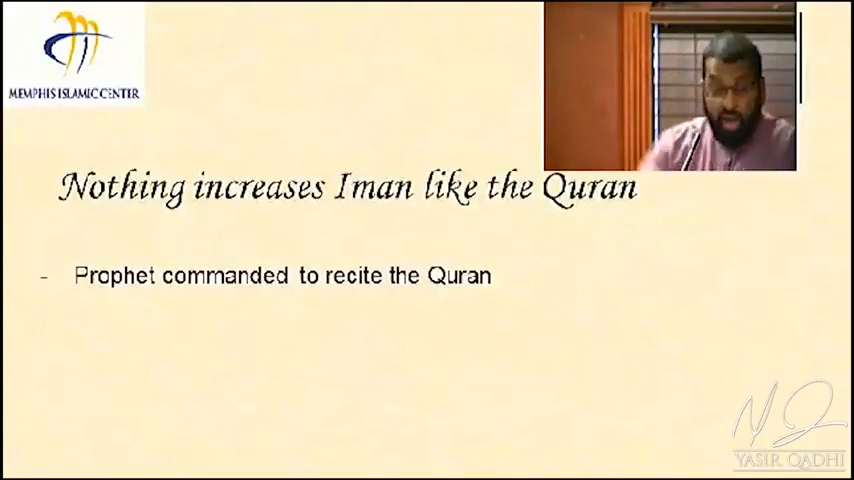 MEMPHIS ISLAMIC CENTER
Nothing increases Iman like the Quran
- Prophet commanded to recite the Quran
YASIR QADHI